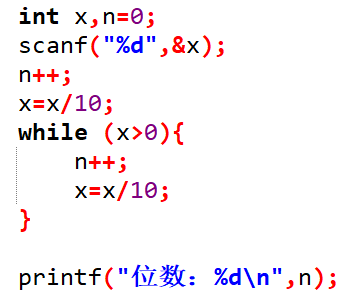 int x,n=0;
scanf("%d",&x);
n++;
x=x/10;
while (x>0){
    n++;
    x=x/10;
}
printf("位数：%d\n",n);